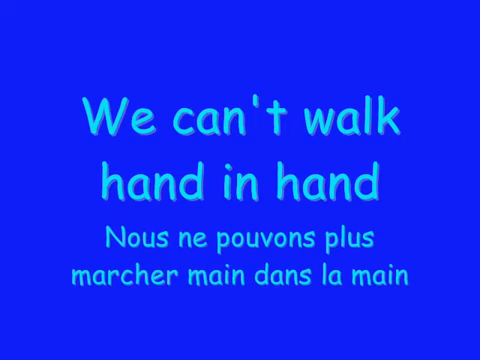 We can't walk
hand in hand
Nous ne pouvons plus
marcher main dans la main